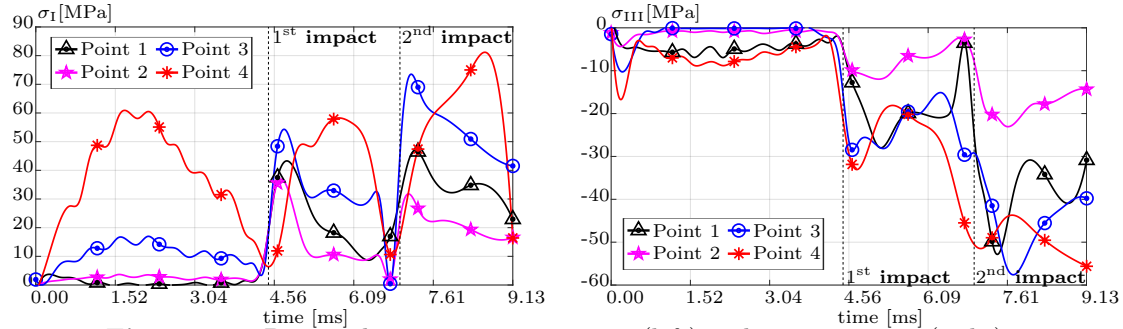 σI[MPa]
90
80
70
60
50
40
30
20
10
0
1st impact
2nd impact
Point 1
Point 3
Point 2
Point 4
0.00 1.52 3.04 4.56 6.09 7.61 9.13
time [ms]
σIII[MPa]
0
-10
-20
-30
-40
-50
-60
Point 1
Point 3
Point 2
Point 4
1st impact
2nd impact
0.00 1.52 3.04 4.56 6.09 7.61 9.13
time [ms]